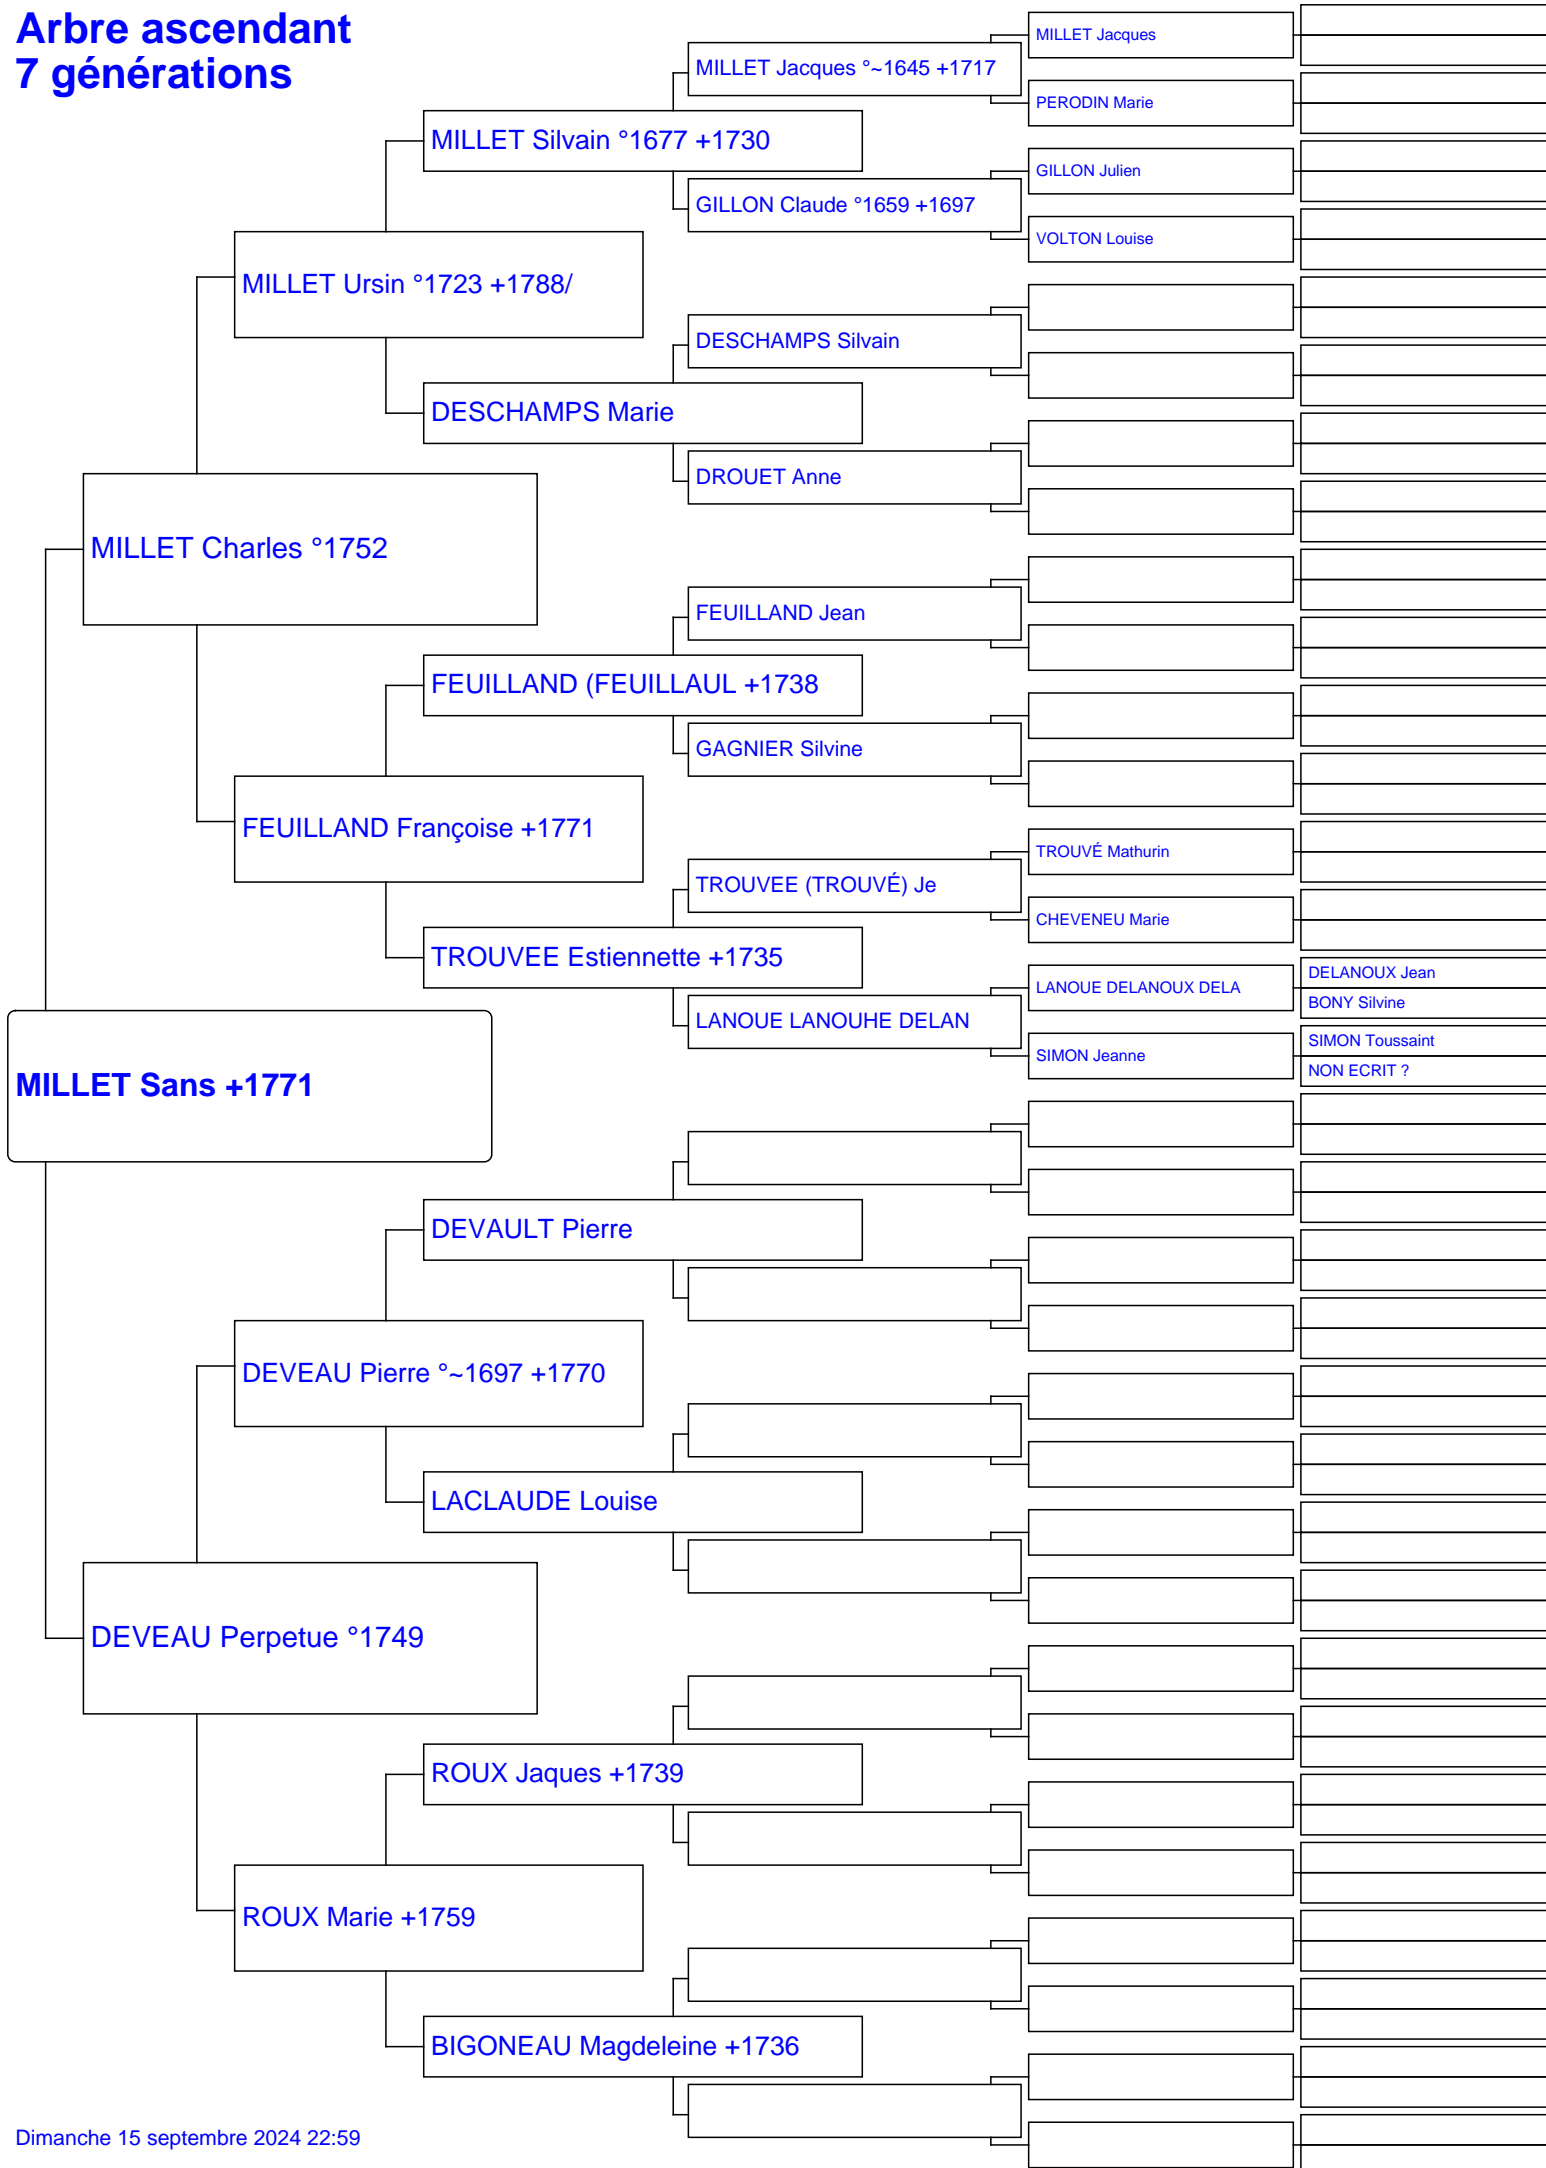 Arbre ascendant
7 générations
MILLET Jacques
MILLET Jacques °~1645 +1717
PERODIN Marie
MILLET Silvain °1677 +1730
GILLON Julien
GILLON Claude °1659 +1697
VOLTON Louise
MILLET Ursin °1723 +1788/
DESCHAMPS Silvain
DESCHAMPS Marie
DROUET Anne
MILLET Charles °1752
FEUILLAND Jean
FEUILLAND (FEUILLAUL +1738
GAGNIER Silvine
FEUILLAND Françoise +1771
TROUVÉ Mathurin
TROUVEE (TROUVÉ) Je
CHEVENEU Marie
TROUVEE Estiennette +1735
DELANOUX Jean
LANOUE DELANOUX DELA
BONY Silvine
LANOUE LANOUHE DELAN
SIMON Toussaint
SIMON Jeanne
NON ECRIT ?
MILLET Sans +1771
DEVAULT Pierre
DEVEAU Pierre °~1697 +1770
LACLAUDE Louise
DEVEAU Perpetue °1749
ROUX Jaques +1739
ROUX Marie +1759
BIGONEAU Magdeleine +1736
Dimanche 15 septembre 2024 22:59